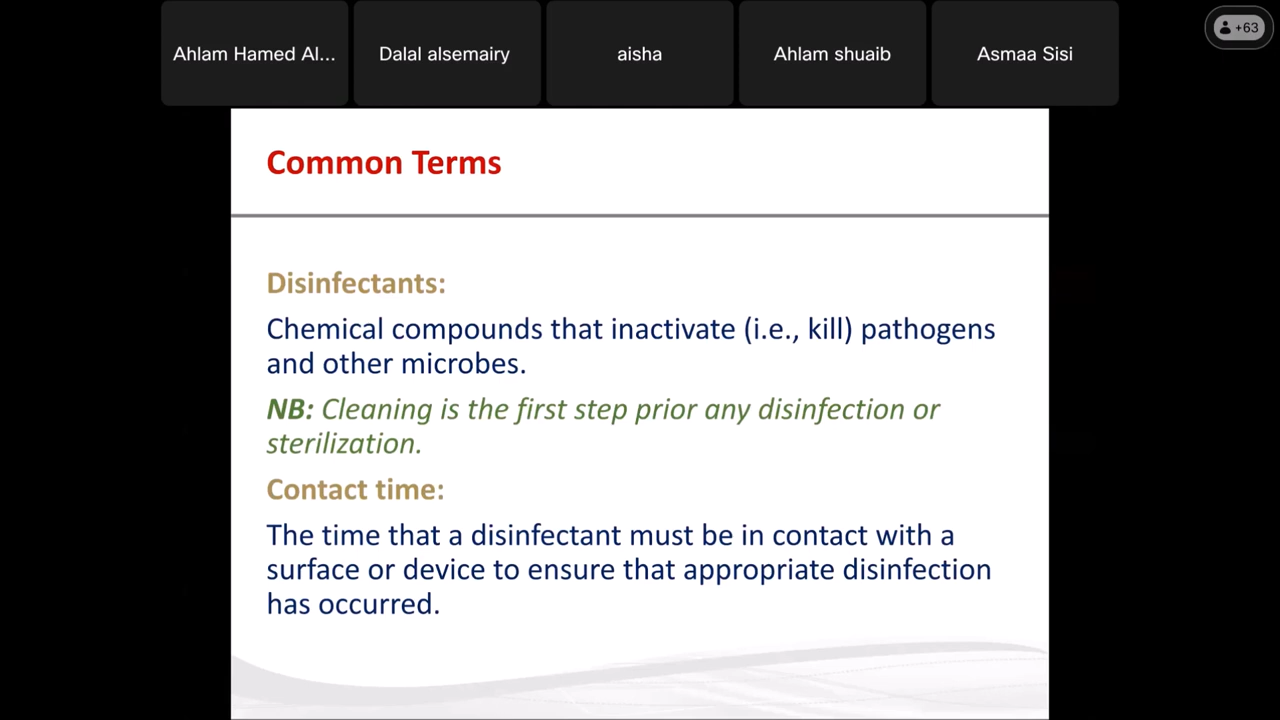 Ahlam Hamed Al...
Dalal alsemairy
aisha
Ahlam shuaib
Asmaa Sisi
+63
Common Terms
Disinfectants:
Chemical compounds that inactivate (i.e., kill) pathogens
and other microbes.
NB: Cleaning is the first step prior any disinfection or
sterilization.
Contact time:
The time that a disinfectant must be in contact with a
surface or device to ensure that appropriate disinfection
has occurred.